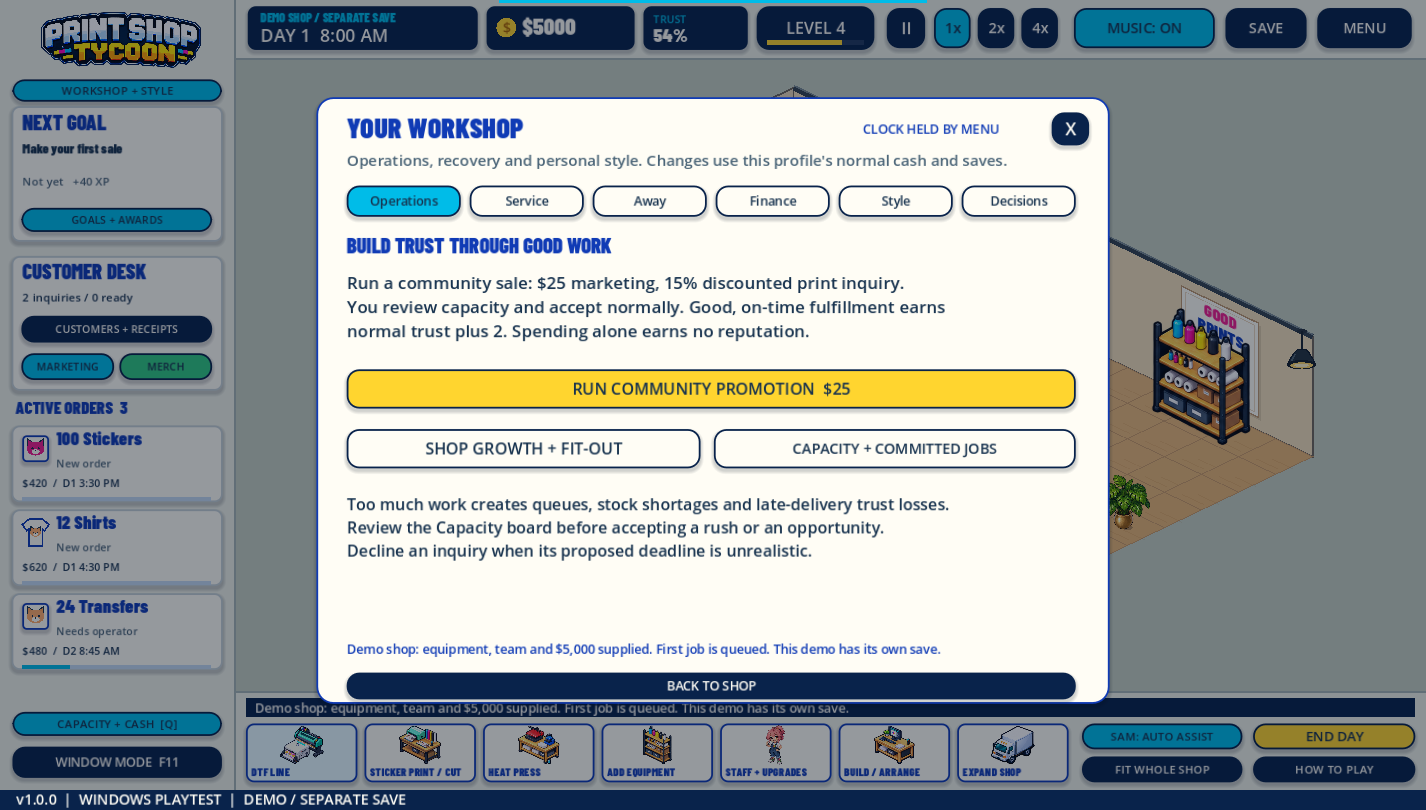 PRINT SHOP
TYCOON
DEMO SHOP / SEPARATE SAVE
DAY 1 8:00 AM
$ $5000
TRUST
54%
LEVEL 4
II
1x
2x
4x
MUSIC: ON
SAVE
MENU
WORKSHOP + STYLE
NEXT GOAL
Make your first sale
Not yet +40 XP
GOALS + AWARDS
CUSTOMER DESK
2 inquiries / 0 ready
CUSTOMERS + RECEIPTS
MARKETING
MERCH
ACTIVE ORDERS 3
100 Stickers
New order
$420 / D1 3:30 PM
12 Shirts
New order
$620 / D1 4:30 PM
24 Transfers
Needs operator
$480 / D2 8:45 AM
CAPACITY + CASH [Q]
WINDOW MODE F11
YOUR WORKSHOP
CLOCK HELD BY MENU
X
Operations, recovery and personal style. Changes use this profile's normal cash and saves.
Operations
Service
Away
Finance
Style
Decisions
BUILD TRUST THROUGH GOOD WORK
Run a community sale: $25 marketing, 15% discounted print inquiry.
You review capacity and accept normally. Good, on-time fulfillment earns
normal trust plus 2. Spending alone earns no reputation.
RUN COMMUNITY PROMOTION $25
SHOP GROWTH + FIT-OUT
CAPACITY + COMMITTED JOBS
Too much work creates queues, stock shortages and late-delivery trust losses.
Review the Capacity board before accepting a rush or an opportunity.
Decline an inquiry when its proposed deadline is unrealistic.
Demo shop: equipment, team and $5,000 supplied. First job is queued. This demo has its own save.
BACK TO SHOP
GOOD
PRINTS
Demo shop: equipment, team and $5,000 supplied. First job is queued. This demo has its own save.
DTF LINE
STICKER PRINT / CUT
HEAT PRESS
ADD EQUIPMENT
STAFF + UPGRADES
BUILD / ARRANGE
EXPAND SHOP
SAM: AUTO ASSIST
END DAY
FIT WHOLE SHOP
HOW TO PLAY
v1.0.0 | WINDOWS PLAYTEST | DEMO / SEPARATE SAVE